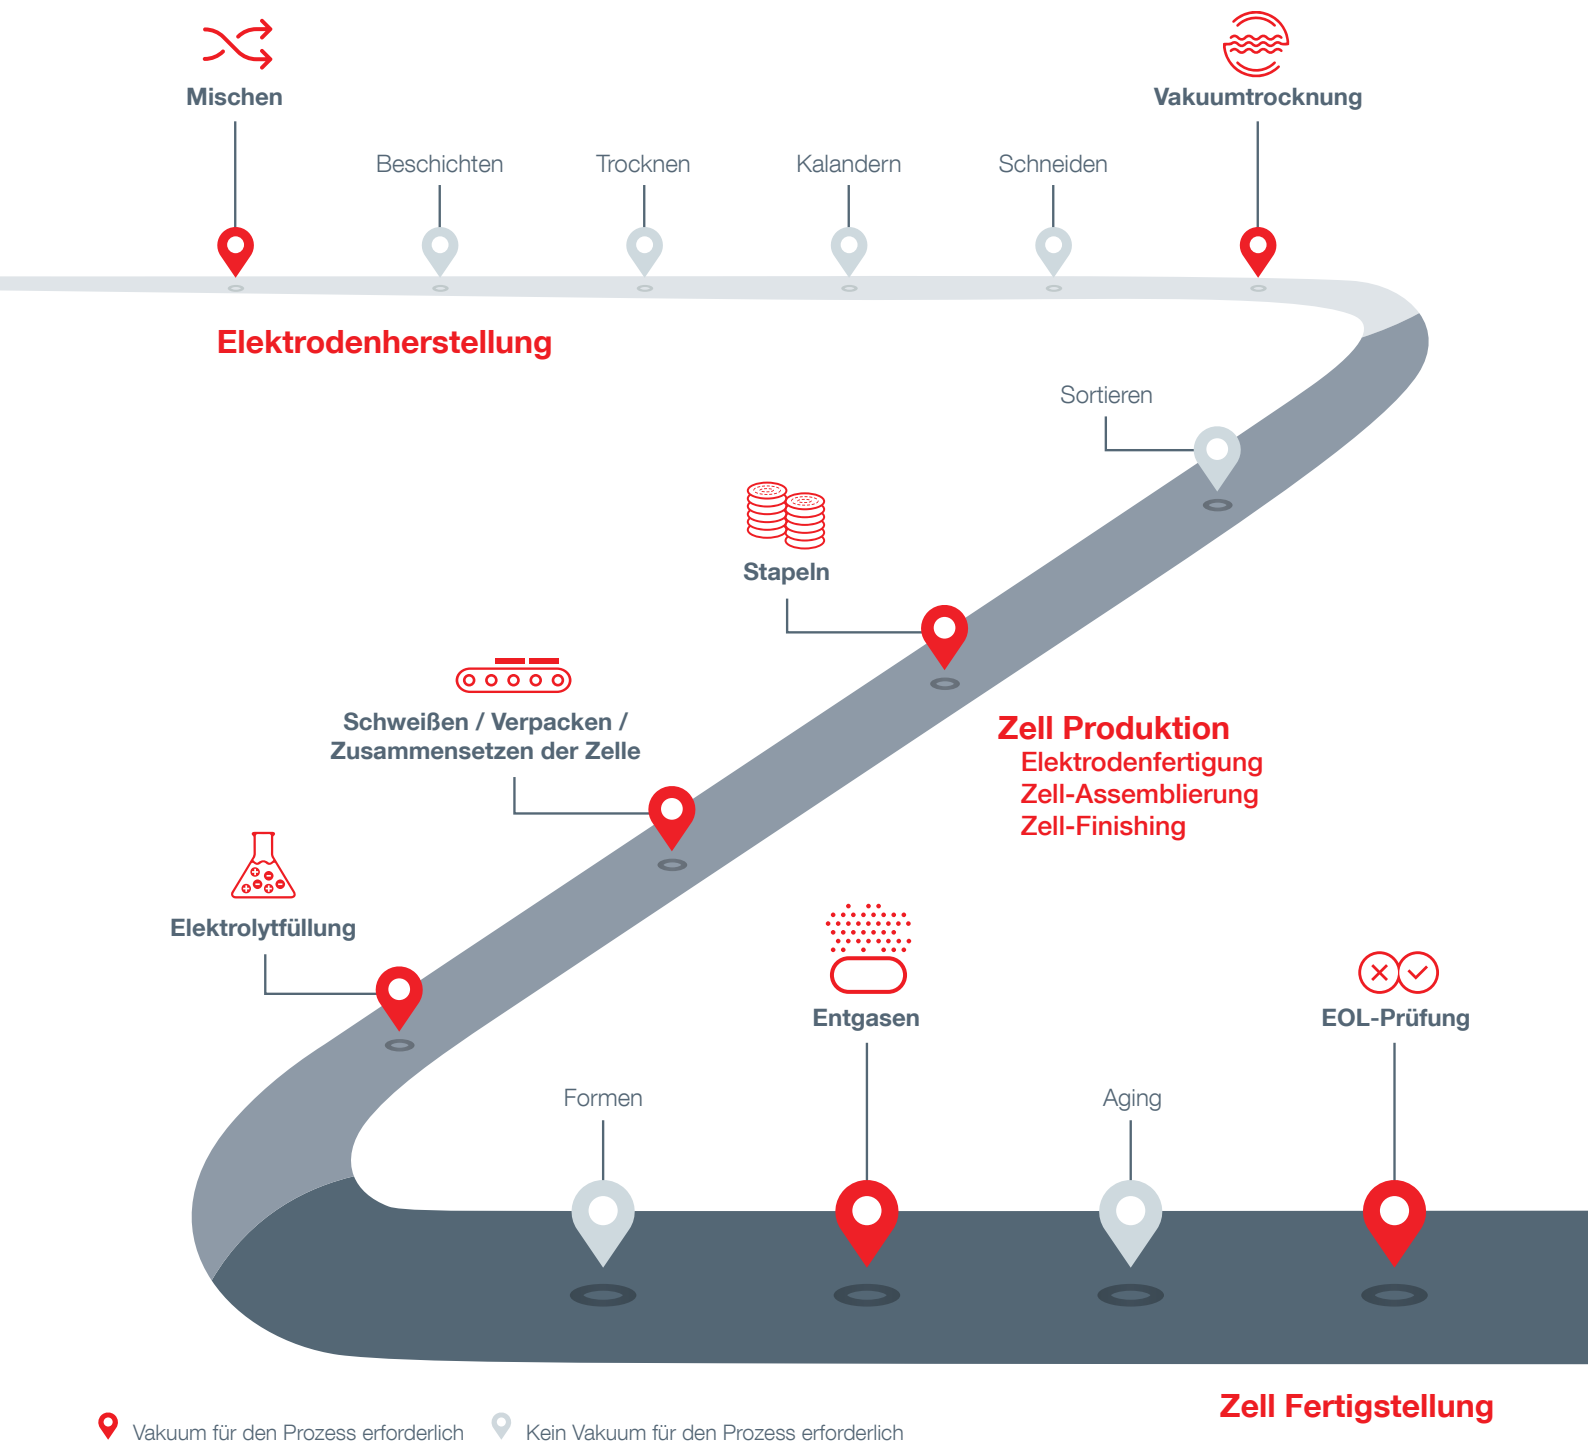 Mischen
Vakuumtrocknung
Beschichten
Trocknen
Kalandern
Schneiden
Elektrodenherstellung
Sortieren
Stapeln
Schweißen / Verpacken /
Zusammensetzen der Zelle
Zell Produktion
Elektrodenfertigung
Zell-Assemblierung
Zell-Finishing
Elektrolytfüllung
Entgasen
EOL-Prüfung
Formen
Aging
Zell Fertigstellung
Vakuum für den Prozess erforderlich
Kein Vakuum für den Prozess erforderlich